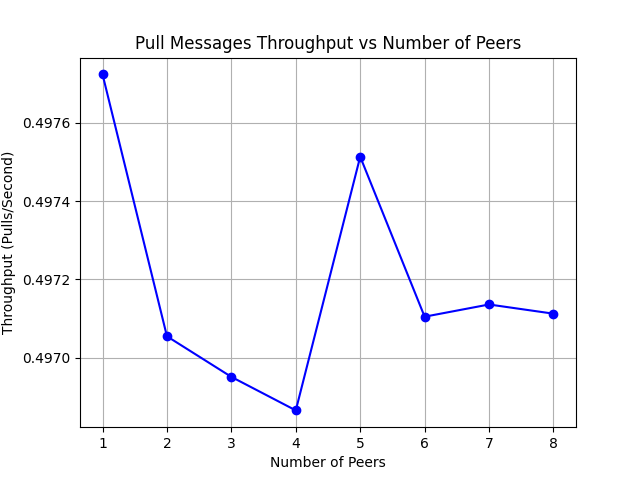 Pull Messages Throughput vs Number of Peers
Throughput (Pulls/Second)
0.4976
0.4974
0.4972
0.4970
1 2 3 4 5 6 7 8
Number of Peers